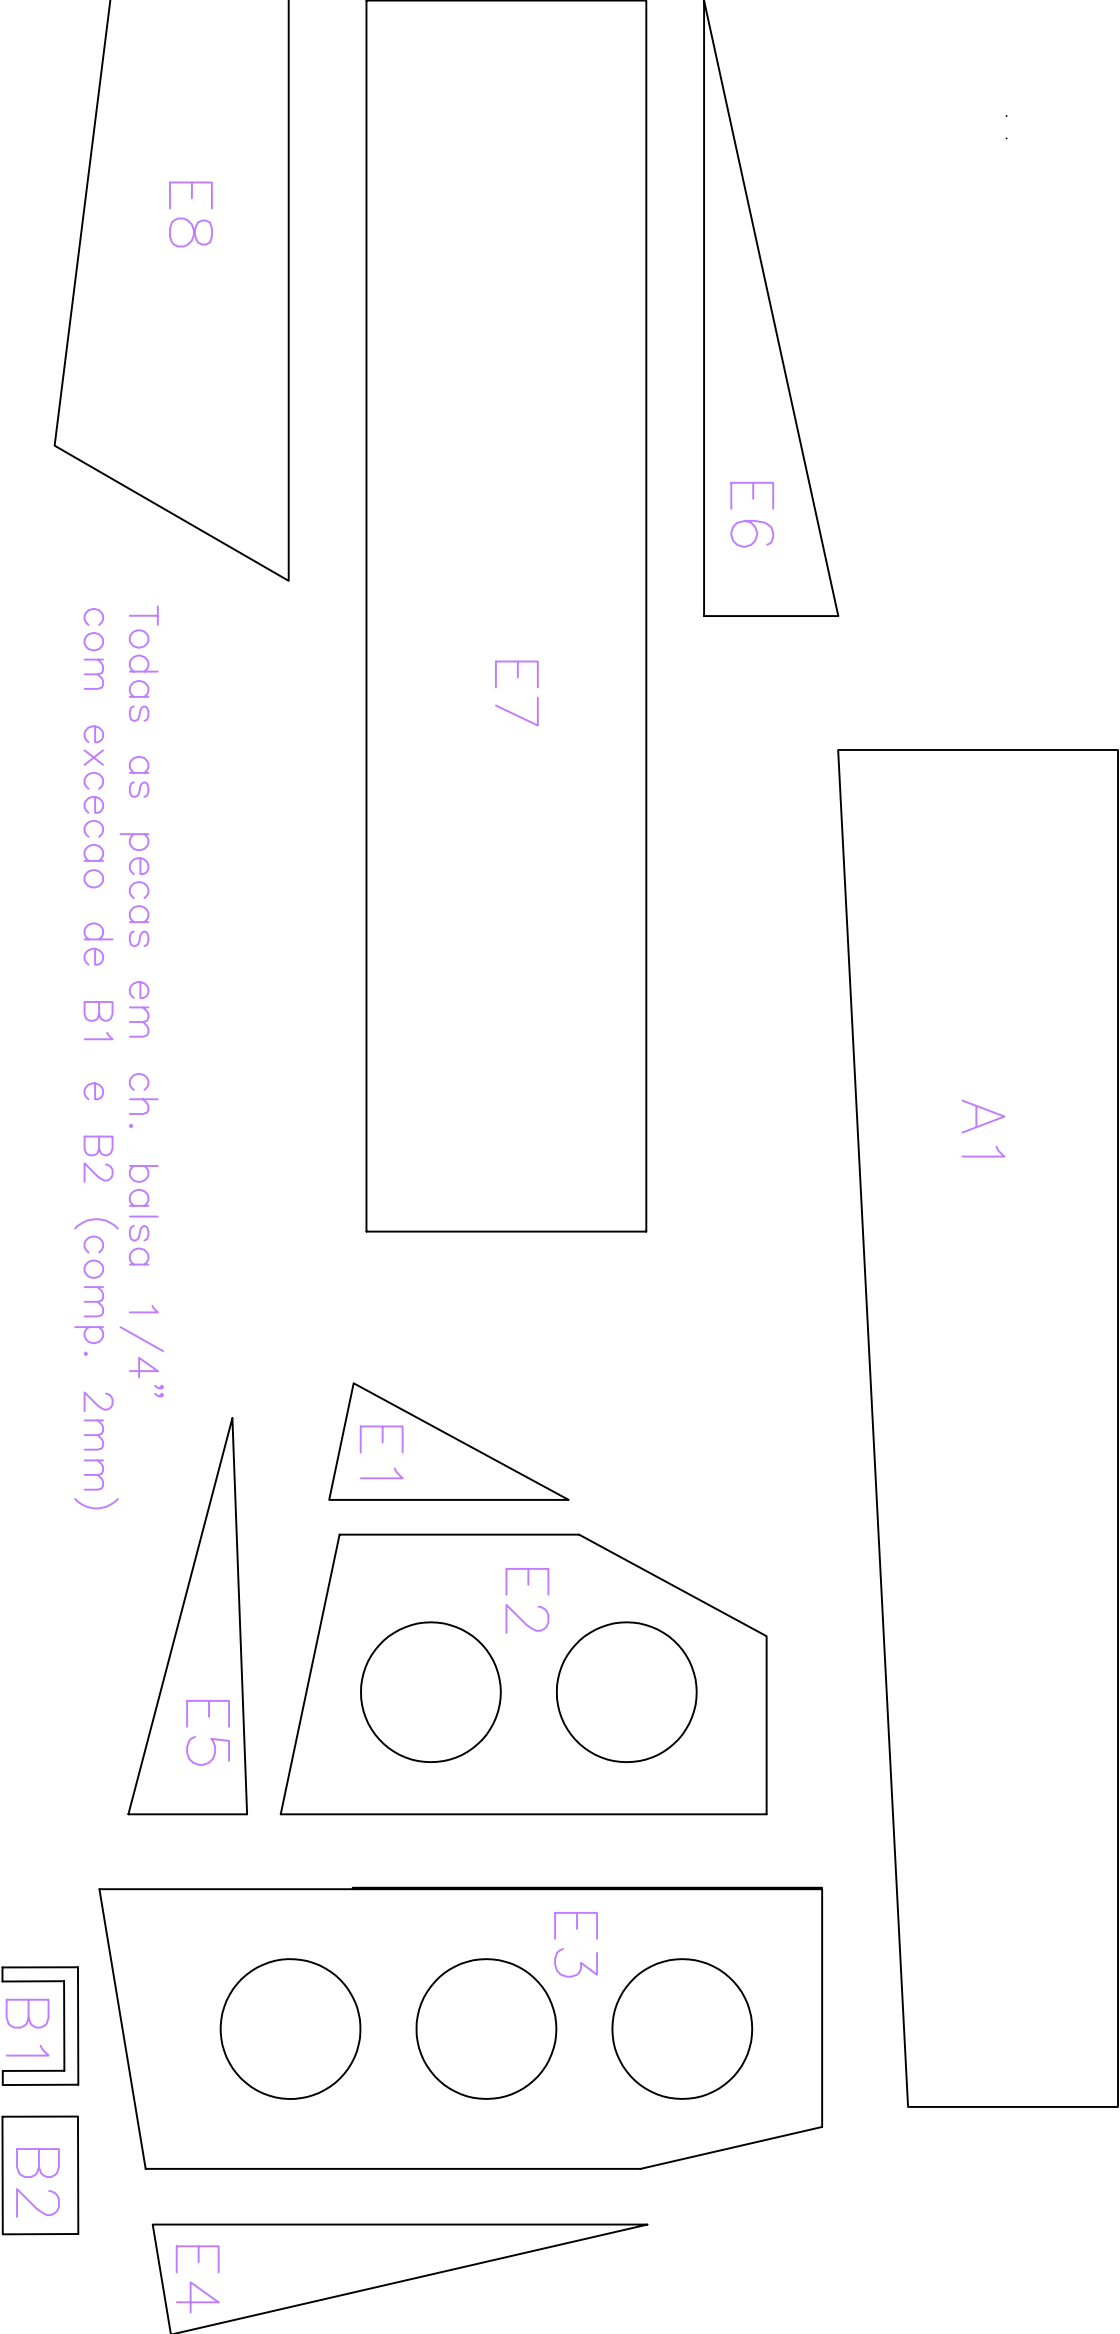 A1
E6
E7
E8
Todas as pecas em ch. balsa 1/4”
com excecao de B1 e B2 (comp. 2mm)
E1
E2
E3
E5
E4
B1
B2